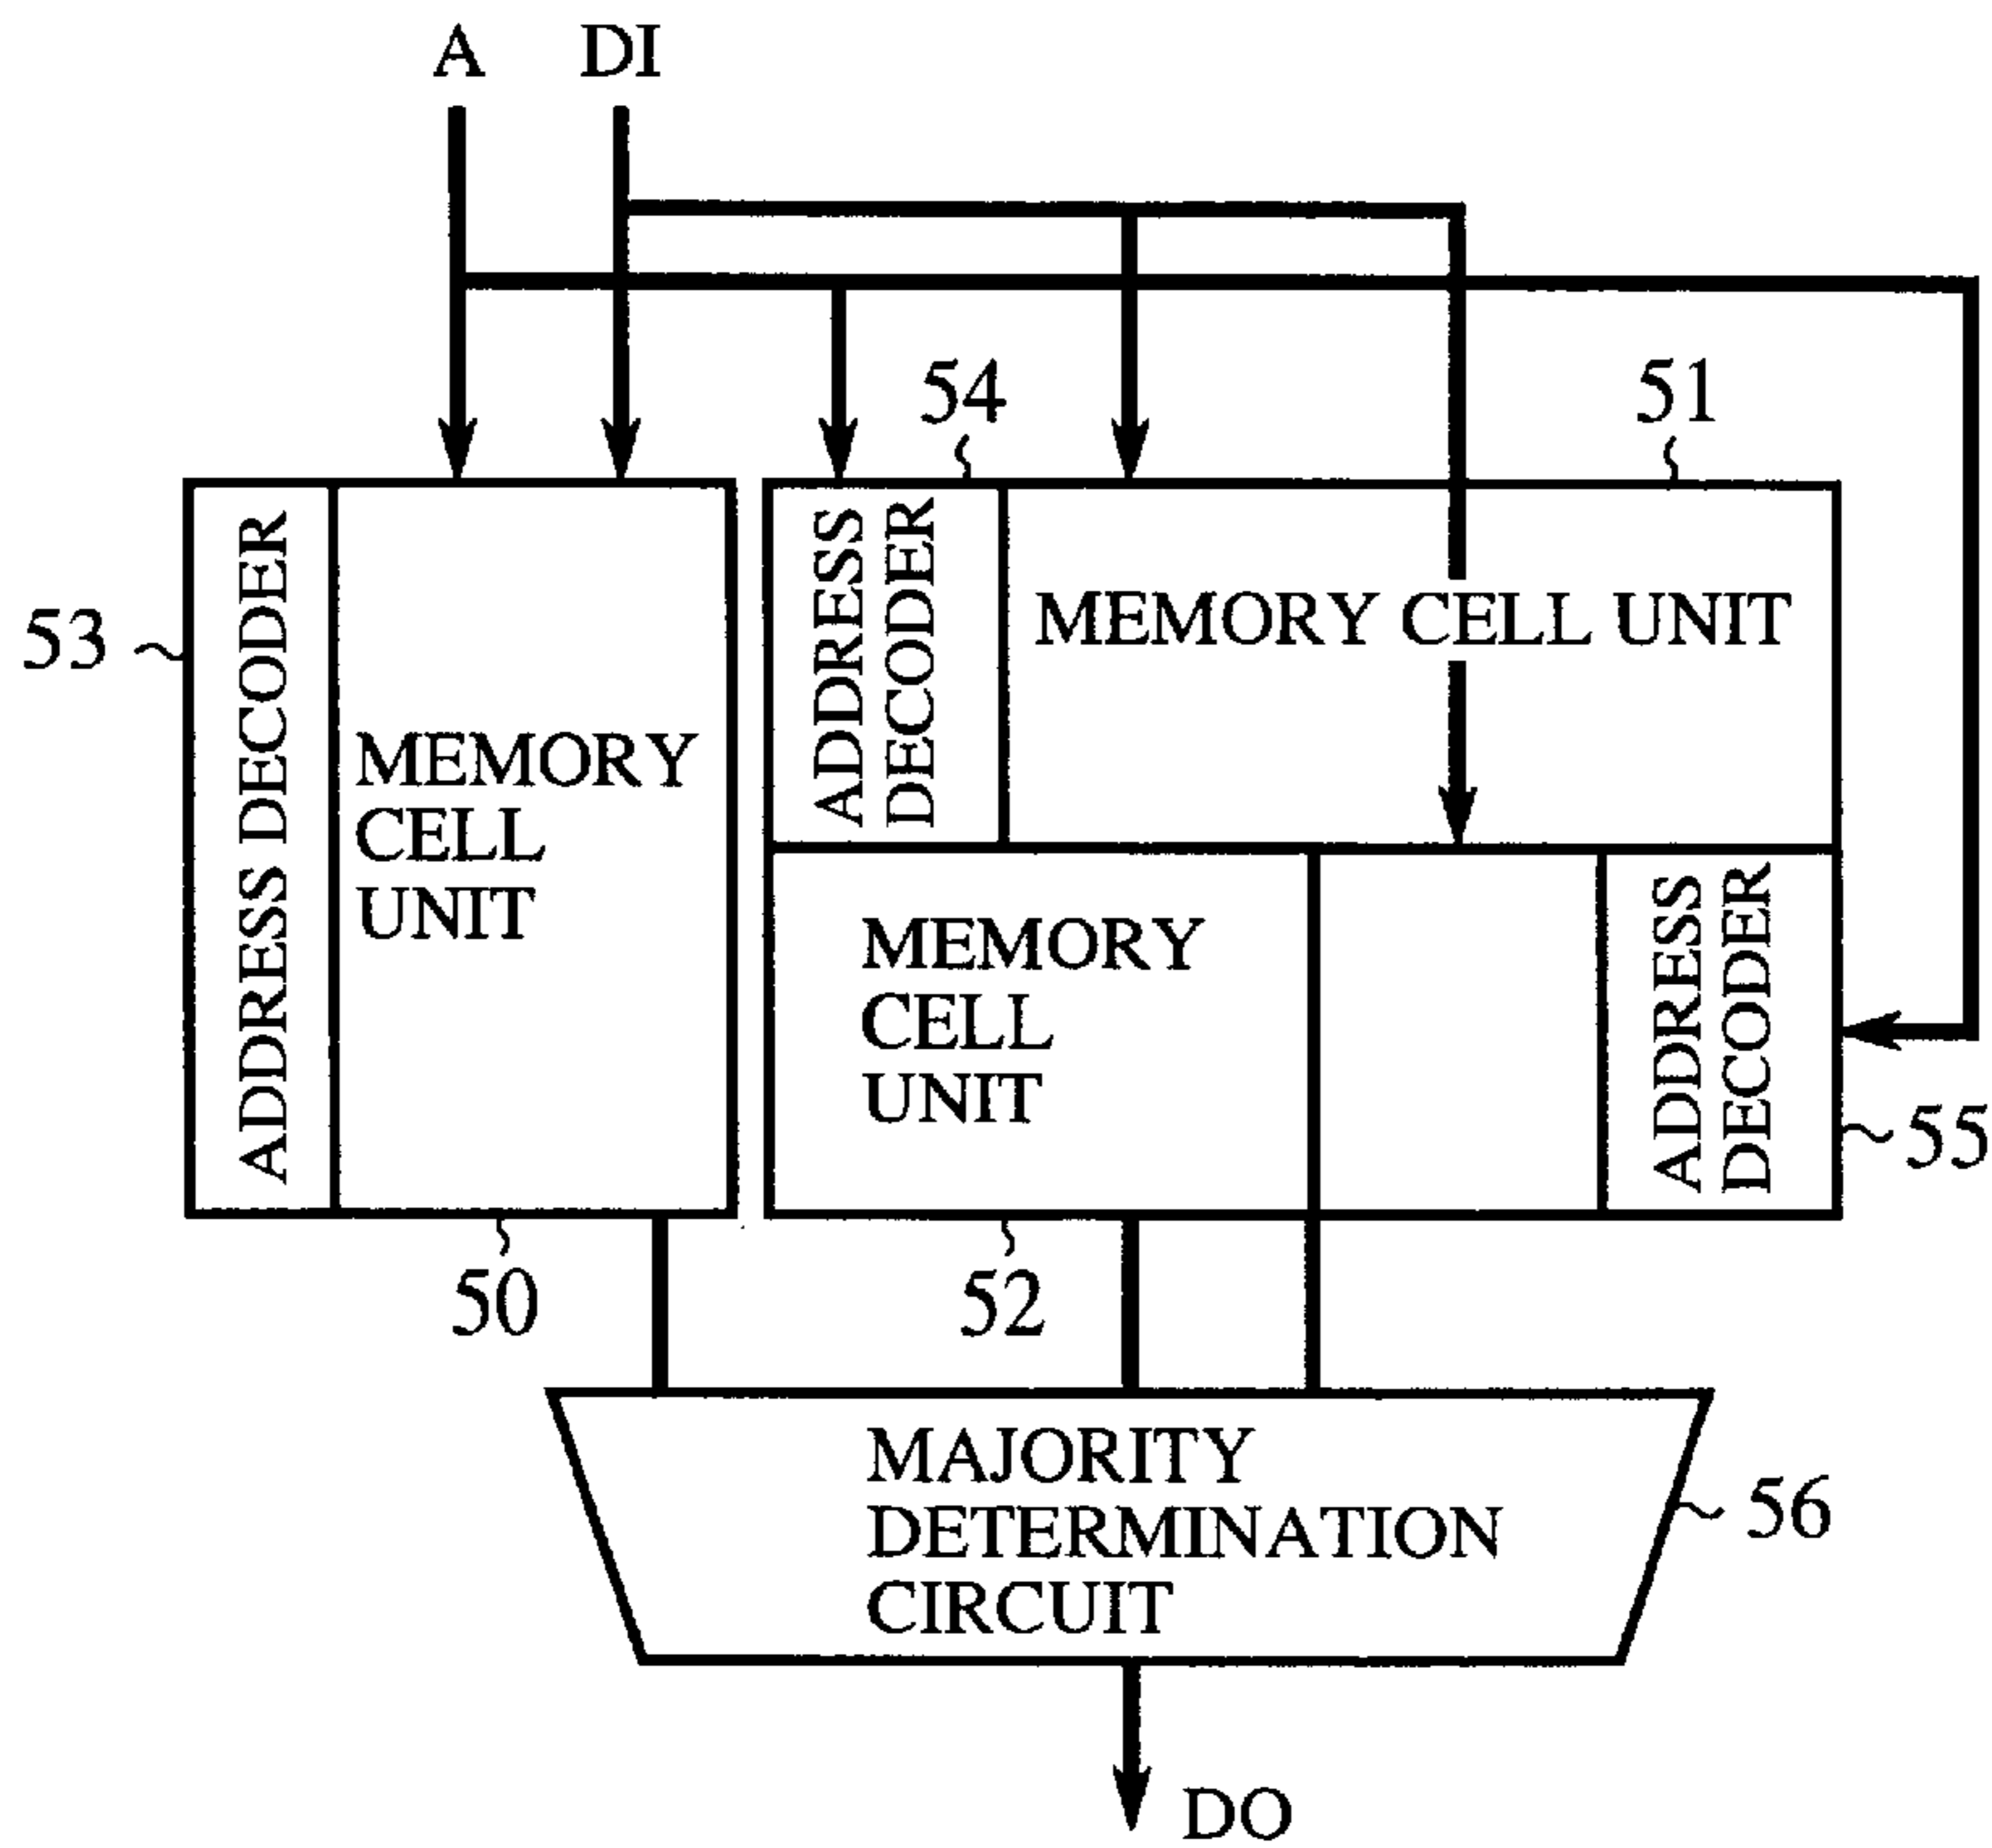 A
DI
54
51
53
ADDRESS DECODER
MEMORY
CELL
UNIT
ADDRESS
DECODER
MEMORY CELL UNIT
MEMORY
CELL
UNIT
ADDRESS
DECODER
55
50
52
MAJORITY
DETERMINATION
CIRCUIT
56
DO